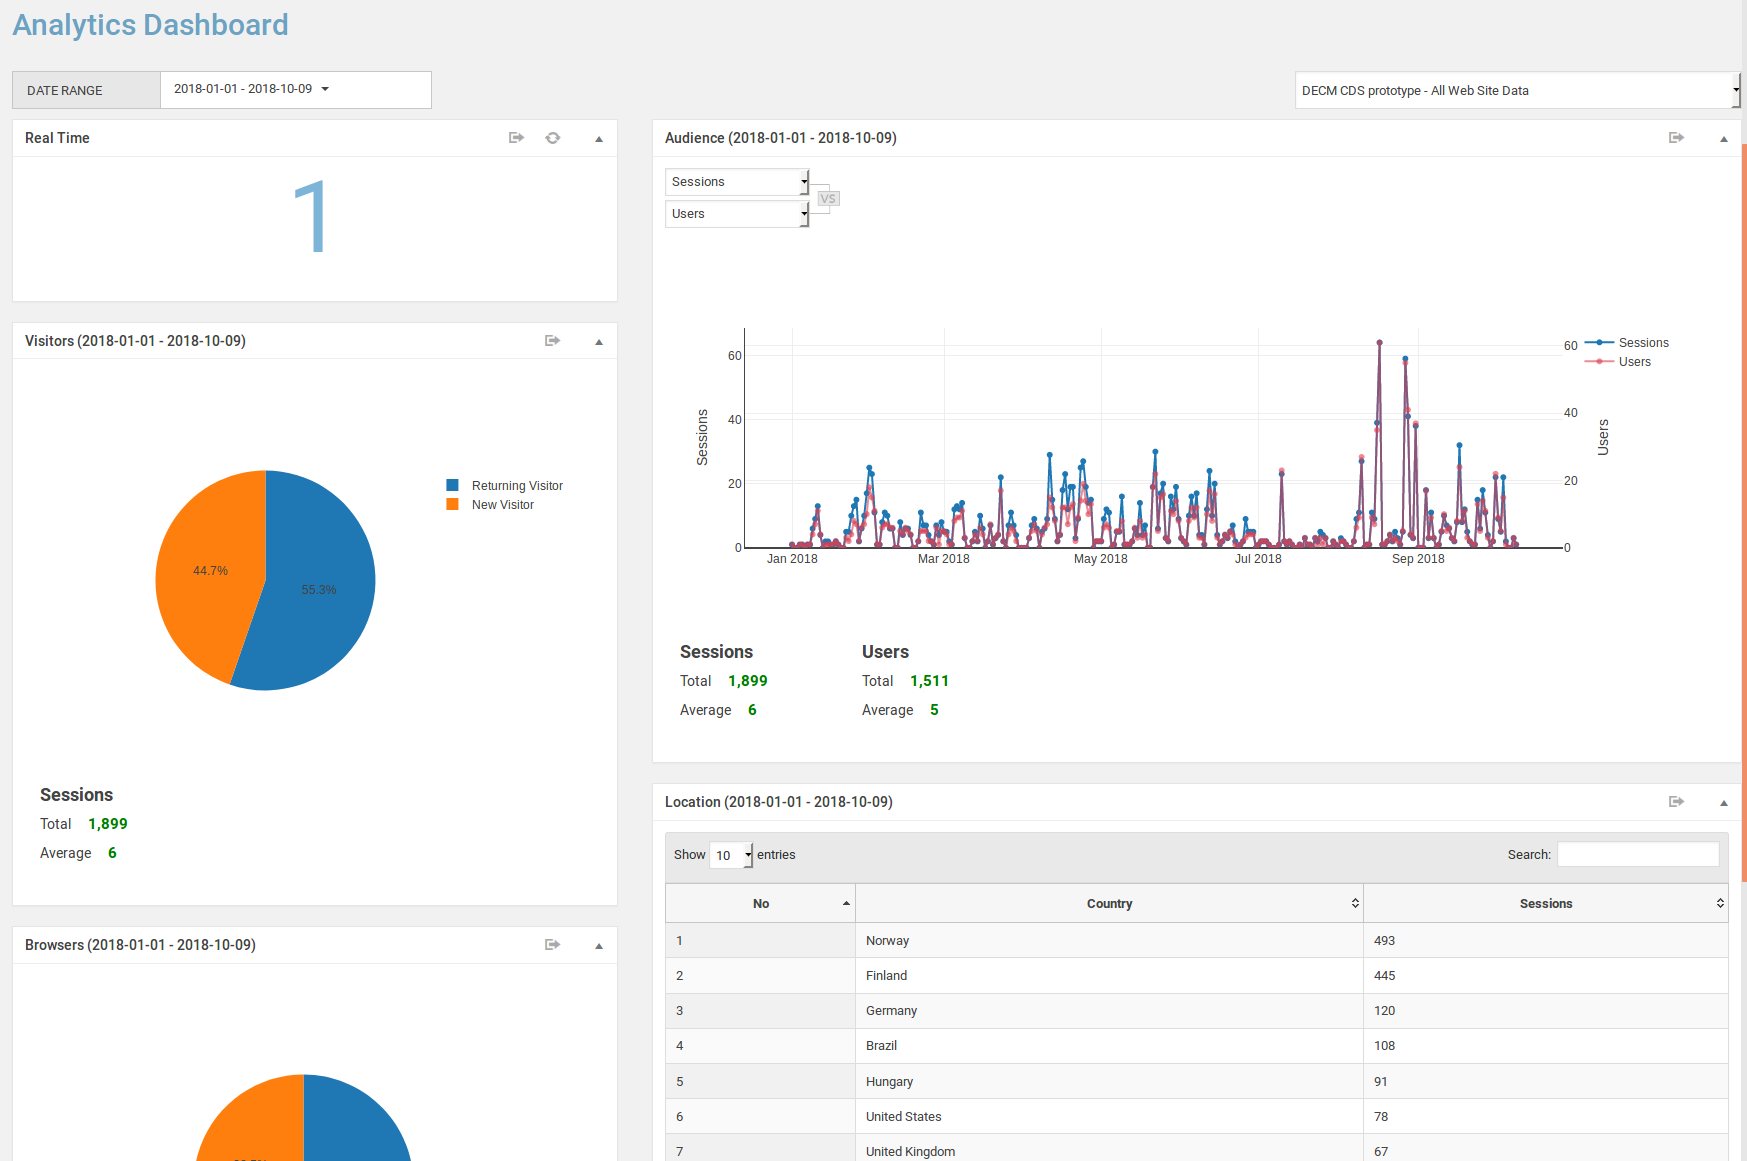 Analytics Dashboard
DATE RANGE
2018-01-01 - 2018-10-09
DECM CDS prototype - All Web Site Data
Real Time
1
Visitors (2018-01-01 - 2018-10-09)
44.7%
55.3%
Returning Visitor
New Visitor
Sessions
Total 1,899
Average 6
Browsers (2018-01-01 - 2018-10-09)
Audience (2018-01-01 - 2018-10-09)
Sessions
VS
Users
60
40
20
0
Sessions
Jan 2018 Mar 2018 May 2018 Jul 2018 Sep 2018
60
40
20
0
Users
Sessions
Users
Sessions
Total 1,899
Average 6
Users
Total 1,511
Average 5
Location (2018-01-01 - 2018-10-09)
Show 10 entries
Search:
No Country Sessions
1 Norway 493
2 Finland 445
3 Germany 120
4 Brazil 108
5 Hungary 91
6 United States 78
7 United Kingdom 67